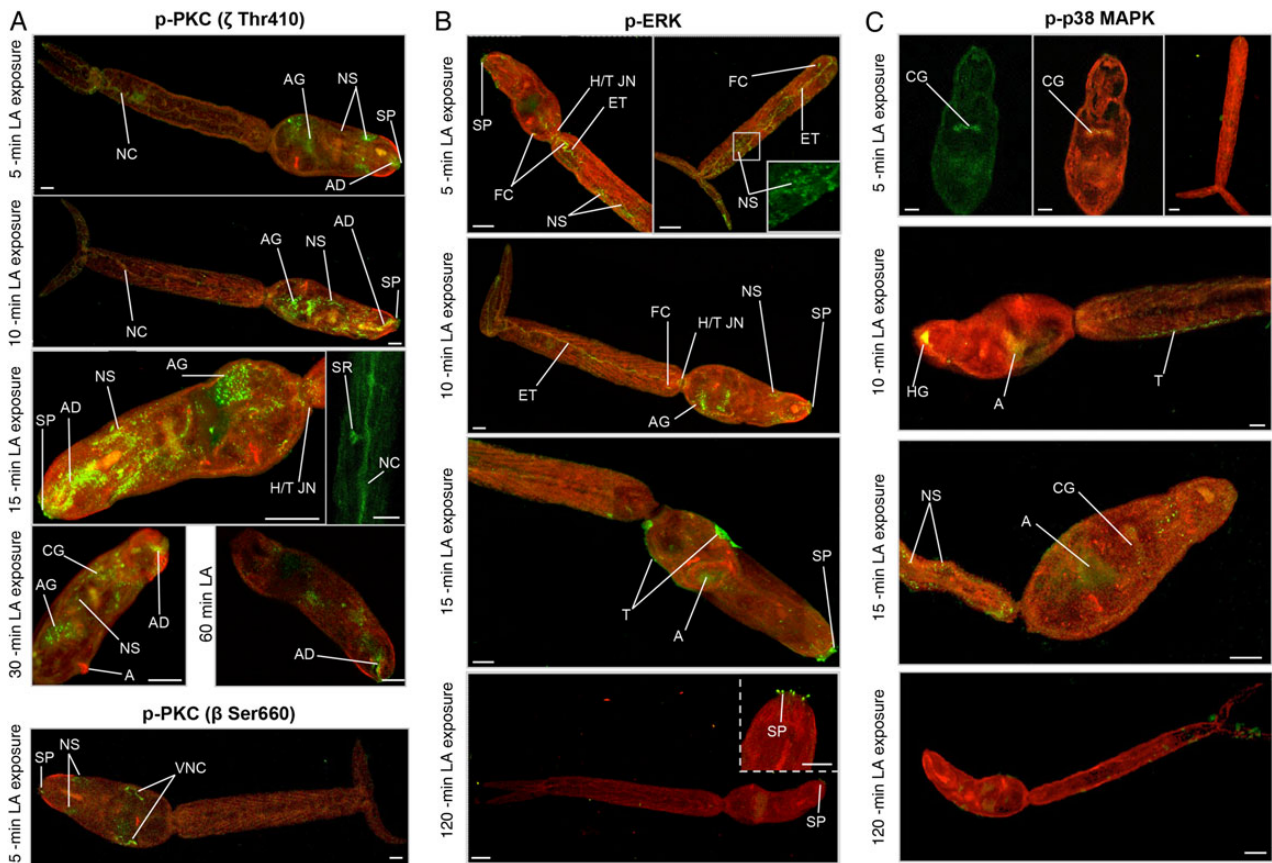 A
p-PKC (ζ Thr410)
5 -min LA exposure
AG
NS
SP
NC
AD
10 -min LA exposure
AG
NS
AD
SP
NC
15 -min LA exposure
NS
AG
AD
SP
H/T JN
SR
NC
30 -min LA exposure
CG
AG
NS
AD
A
60 min LA
AD
p-PKC (β Ser660)
5 -min LA exposure
SP
NS
VNC
B
p-ERK
5 -min LA exposure
SP
H/T JN
ET
FC
NS
FC
ET
NS
10 -min LA exposure
FC
H/T JN
NS
SP
ET
AG
15 -min LA exposure
SP
T
A
120 -min LA exposure
SP
SP
C
p-p38 MAPK
5 -min LA exposure
CG
CG
10 -min LA exposure
HG
A
T
15 -min LA exposure
NS
A
CG
120 -min LA exposure